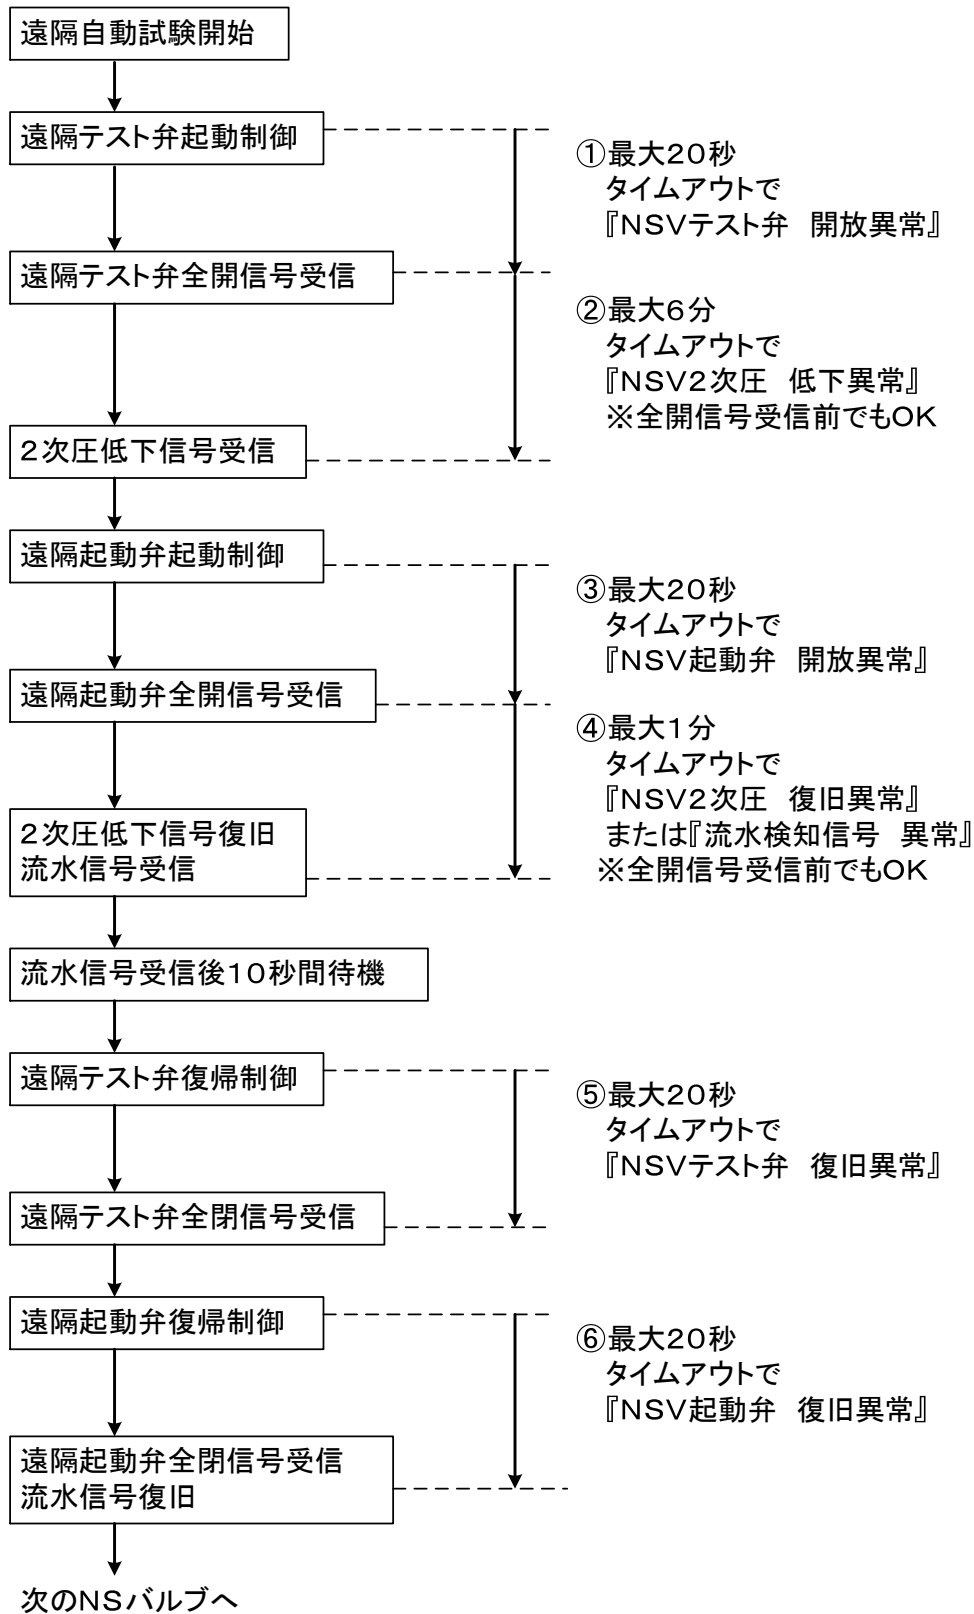 遠隔自動試験開始
遠隔テスト弁起動制御
①最大20秒
タイムアウトで
『NSVテスト弁　開放異常』
遠隔テスト弁全開信号受信
②最大6分
タイムアウトで
『NSV2次圧　低下異常』
※全開信号受信前でもOK
2次圧低下信号受信
遠隔起動弁起動制御
③最大20秒
タイムアウトで
『NSV起動弁　開放異常』
遠隔起動弁全開信号受信
④最大1分
タイムアウトで
『NSV2次圧　復旧異常』
または『流水検知信号　異常』
※全開信号受信前でもOK
2次圧低下信号復旧
流水信号受信
流水信号受信後10秒間待機
遠隔テスト弁復帰制御
⑤最大20秒
タイムアウトで
『NSVテスト弁　復旧異常』
遠隔テスト弁全閉信号受信
遠隔起動弁復帰制御
⑥最大20秒
タイムアウトで
『NSV起動弁　復旧異常』
遠隔起動弁全閉信号受信
流水信号復旧
次のNSバルブへ